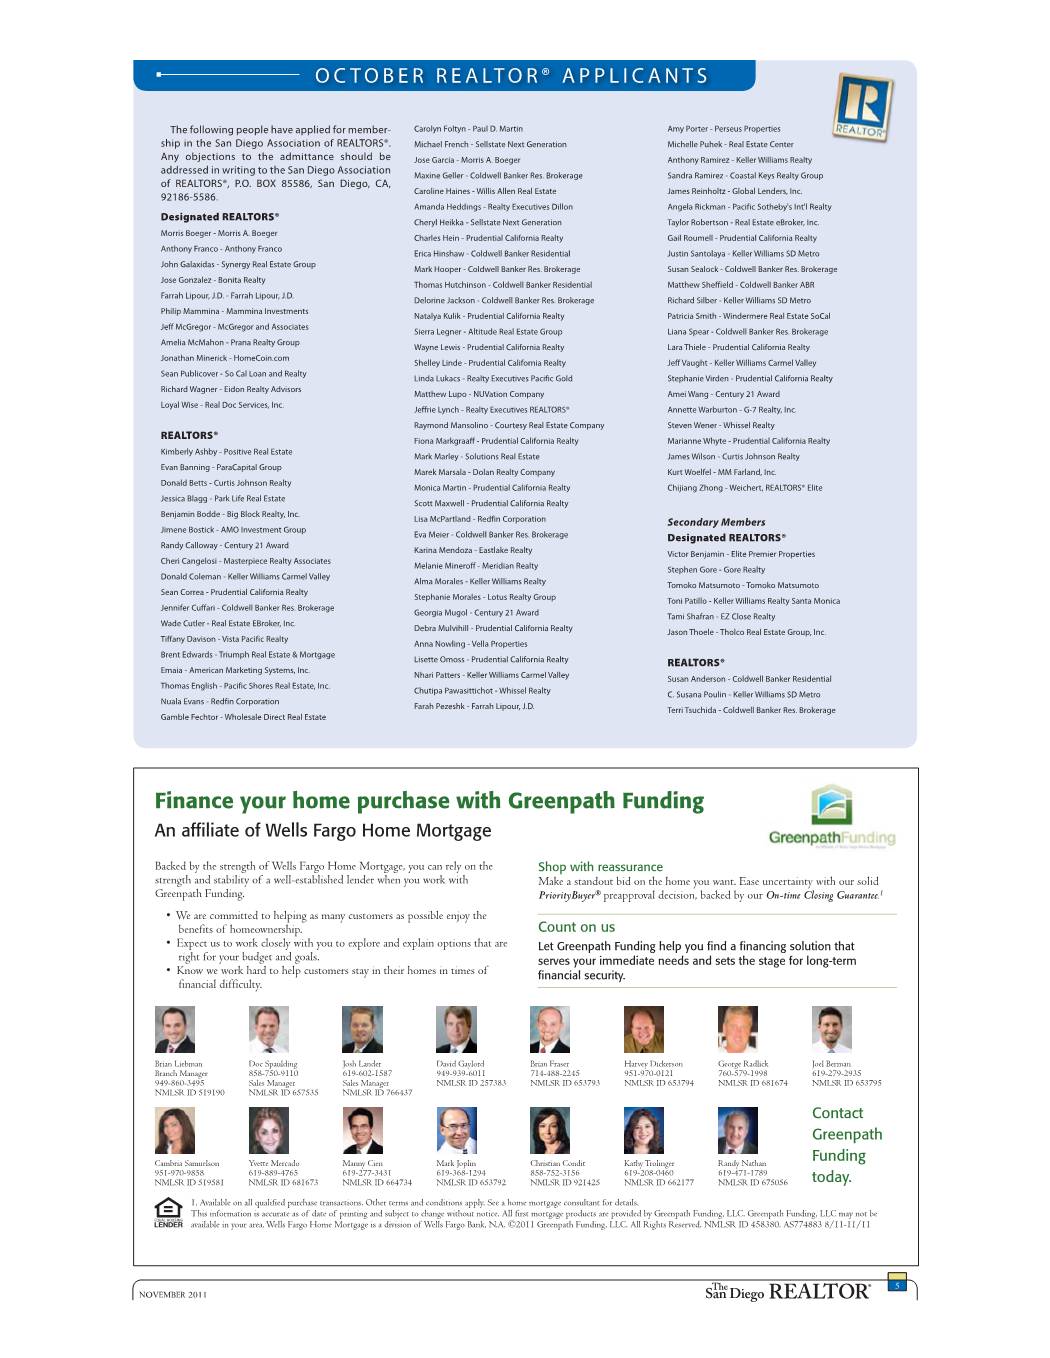 OCTOBER REALTOR® APPLICANTS
REALTOR®
The following people have applied for member-
ship in the San Diego Association of REALTORS®.
Any objections to the admittance should be
addressed in writing to the San Diego Association
of REALTORS®, P.O. BOX 85586, San Diego, CA,
92186-5586.
Designated REALTORS®
Morris Boeger - Morris A. Boeger
Anthony Franco - Anthony Franco
John Galaxidas - Synergy Real Estate Group
Jose Gonzalez - Bonita Realty
Farrah Lipour, J.D. - Farrah Lipour, J.D.
Philip Mammina - Mammina Investments
Jeff McGregor - McGregor and Associates
Amelia McMahon - Prana Realty Group
Jonathan Minerick - HomeCoin.com
Sean Publicover - So Cal Loan and Realty
Richard Wagner - Eidon Realty Advisors
Loyal Wise - Real Doc Services, Inc.
REALTORS®
Kimberly Ashby - Positive Real Estate
Evan Banning - ParaCapital Group
Donald Betts - Curtis Johnson Realty
Jessica Blagg - Park Life Real Estate
Benjamin Bodde - Big Block Realty, Inc.
Jimene Bostick - AMO Investment Group
Randy Calloway - Century 21 Award
Cheri Cangelosi - Masterpiece Realty Associates
Donald Coleman - Keller Williams Carmel Valley
Sean Correa - Prudential California Realty
Jennifer Cuffari - Coldwell Banker Res. Brokerage
Wade Cutler - Real Estate EBroker, Inc.
Tiffany Davison - Vista Pacific Realty
Brent Edwards - Triumph Real Estate & Mortgage
Emaia - American Marketing Systems, Inc.
Thomas English - Pacific Shores Real Estate, Inc.
Nuala Evans - Redfin Corporation
Gamble Fechtor - Wholesale Direct Real Estate
Carolyn Foltyn - Paul D. Martin
Michael French - Sellstate Next Generation
Jose Garcia - Morris A. Boeger
Maxine Geller - Coldwell Banker Res. Brokerage
Caroline Haines - Willis Allen Real Estate
Amanda Heddings - Realty Executives Dillon
Cheryl Heikka - Sellstate Next Generation
Charles Hein - Prudential California Realty
Erica Hinshaw - Coldwell Banker Residential
Mark Hooper - Coldwell Banker Res. Brokerage
Thomas Hutchinson - Coldwell Banker Residential
Delorine Jackson - Coldwell Banker Res. Brokerage
Natalya Kulik - Prudential California Realty
Sierra Legner - Altitude Real Estate Group
Wayne Lewis - Prudential California Realty
Shelley Linde - Prudential California Realty
Linda Lukacs - Realty Executives Pacific Gold
Matthew Lupo - NUVation Company
Jeffrie Lynch - Realty Executives REALTORS®
Raymond Mansolino - Courtesy Real Estate Company
Fiona Markgraaff - Prudential California Realty
Mark Marley - Solutions Real Estate
Marek Marsala - Dolan Realty Company
Monica Martin - Prudential California Realty
Scott Maxwell - Prudential California Realty
Lisa McPartland - Redfin Corporation
Eva Meier - Coldwell Banker Res. Brokerage
Karina Mendoza - Eastlake Realty
Melanie Mineroff - Meridian Realty
Alma Morales - Keller Williams Realty
Stephanie Morales - Lotus Realty Group
Georgia Mugol - Century 21 Award
Debra Mulvihill - Prudential California Realty
Anna Nowling - Vella Properties
Lisette Omoss - Prudential California Realty
Nhari Patters - Keller Williams Carmel Valley
Chutipa Pawasittichot - Whissel Realty
Farah Pezeshk - Farrah Lipour, J.D.
Amy Porter - Perseus Properties
Michelle Puhek - Real Estate Center
Anthony Ramirez - Keller Williams Realty
Sandra Ramirez - Coastal Keys Realty Group
James Reinholtz - Global Lenders, Inc.
Angela Rickman - Pacific Sotheby's Int'l Realty
Taylor Robertson - Real Estate eBroker, Inc.
Gail Roumell - Prudential California Realty
Justin Santolaya - Keller Williams SD Metro
Susan Sealock - Coldwell Banker Res. Brokerage
Matthew Sheffield - Coldwell Banker ABR
Richard Silber - Keller Williams SD Metro
Patricia Smith - Windermere Real Estate SoCal
Liana Spear - Coldwell Banker Res. Brokerage
Lara Thiele - Prudential California Realty
Jeff Vaught - Keller Williams Carmel Valley
Stephanie Virden - Prudential California Realty
Amei Wang - Century 21 Award
Annette Warburton - G-7 Realty, Inc.
Steven Wener - Whissel Realty
Marianne Whyte - Prudential California Realty
James Wilson - Curtis Johnson Realty
Kurt Woelfel - MM Farland, Inc.
Chijiang Zhong - Weichert, REALTORS® Elite
Secondary Members
Designated REALTORS®
Victor Benjamin - Elite Premier Properties
Stephen Gore - Gore Realty
Tomoko Matsumoto - Tomoko Matsumoto
Toni Patillo - Keller Williams Realty Santa Monica
Tami Shafran - EZ Close Realty
Jason Thoele - Tholco Real Estate Group, Inc.
REALTORS®
Susan Anderson - Coldwell Banker Residential
C. Susana Poulin - Keller Williams SD Metro
Terri Tsuchida - Coldwell Banker Res. Brokerage
Finance your home purchase with Greenpath Funding
An affiliate of Wells Fargo Home Mortgage
GreenpathFunding
Backed by the strength of Wells Fargo Home Mortgage, you can rely on the
strength and stability of a well-established lender when you work with
Greenpath Funding.
• We are committed to helping as many customers as possible enjoy the
benefits of homeownership.
• Expect us to work closely with you to explore and explain options that are
right for your budget and goals.
• Know we work hard to help customers stay in their homes in times of
financial difficulty.
Shop with reassurance
Make a standout bid on the home you want. Ease uncertainty with our solid
PriorityBuyer® preapproval decision, backed by our On-time Closing Guarantee.1
Count on us
Let Greenpath Funding help you find a financing solution that
serves your immediate needs and sets the stage for long-term
financial security.
Brian Liebman
Branch Manager
949-860-3495
NMLSR ID 519190
Doc Spaulding
858-750-9110
Sales Manager
NMLSR ID 657535
Josh Lander
619-602-1587
Sales Manager
NMLSR ID 766437
David Gaylord
949-939-6011
NMLSR ID 257383
Brian Fraser
714-488-2245
NMLSR ID 653793
Harvey Dickerson
951-970-0121
NMLSR ID 653794
George Radlick
760-579-1998
NMLSR ID 681674
Joel Berman
619-279-2935
NMLSR ID 653795
Cambria Samuelson
951-970-9858
NMLSR ID 519581
Yvette Mercado
619-889-4765
NMLSR ID 681673
Manny Cien
619-277-3431
NMLSR ID 664734
Mark Joplin
619-368-1294
NMLSR ID 653792
Christian Condit
858-752-3156
NMLSR ID 921425
Kathy Trolinger
619-208-0460
NMLSR ID 662177
Randy Nathan
619-471-1789
NMLSR ID 675056
Contact
Greenpath
Funding
today.
LENDER
1. Available on all qualified purchase transactions. Other terms and conditions apply. See a home mortgage consultant for details.
This information is accurate as of date of printing and subject to change without notice. All first mortgage products are provided by Greenpath Funding, LLC. Greenpath Funding, LLC may not be
available in your area. Wells Fargo Home Mortgage is a division of Wells Fargo Bank, N.A. ©2011 Greenpath Funding, LLC. All Rights Reserved. NMLSR ID 458380. AS774883 8/11-11/11
NOVEMBER 2011
The San Diego REALTOR®
5